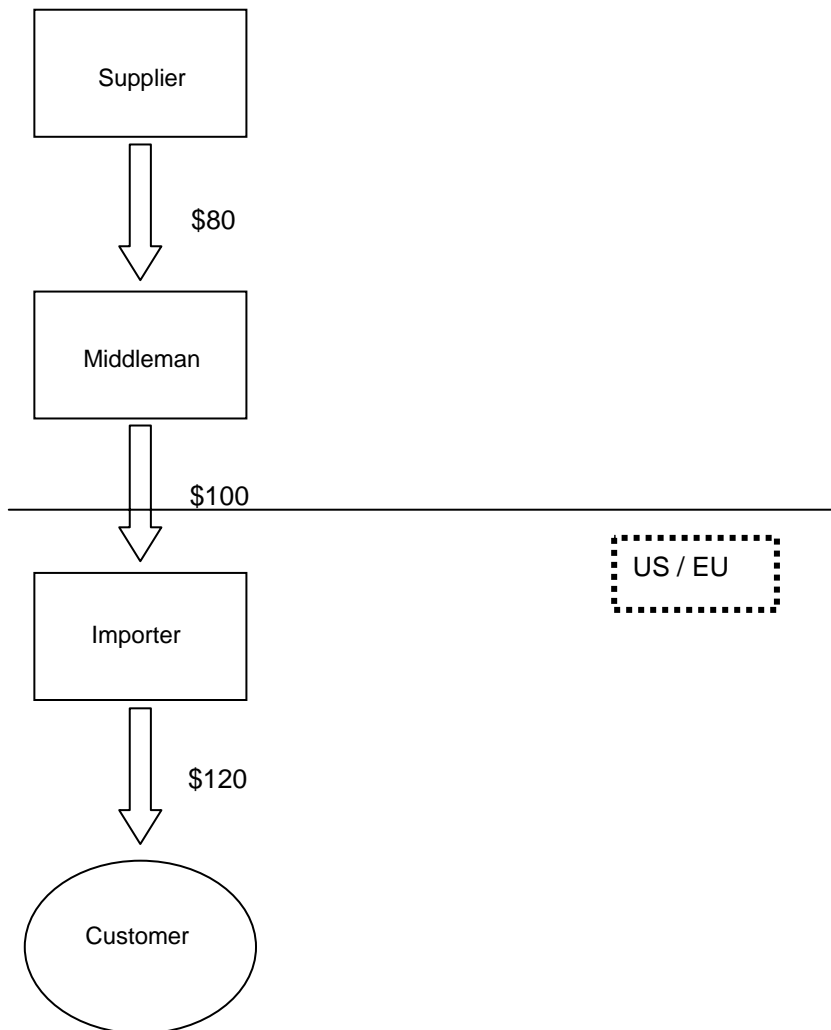 Supplier
$80
Middleman
$100
US / EU
Importer
$120
Customer